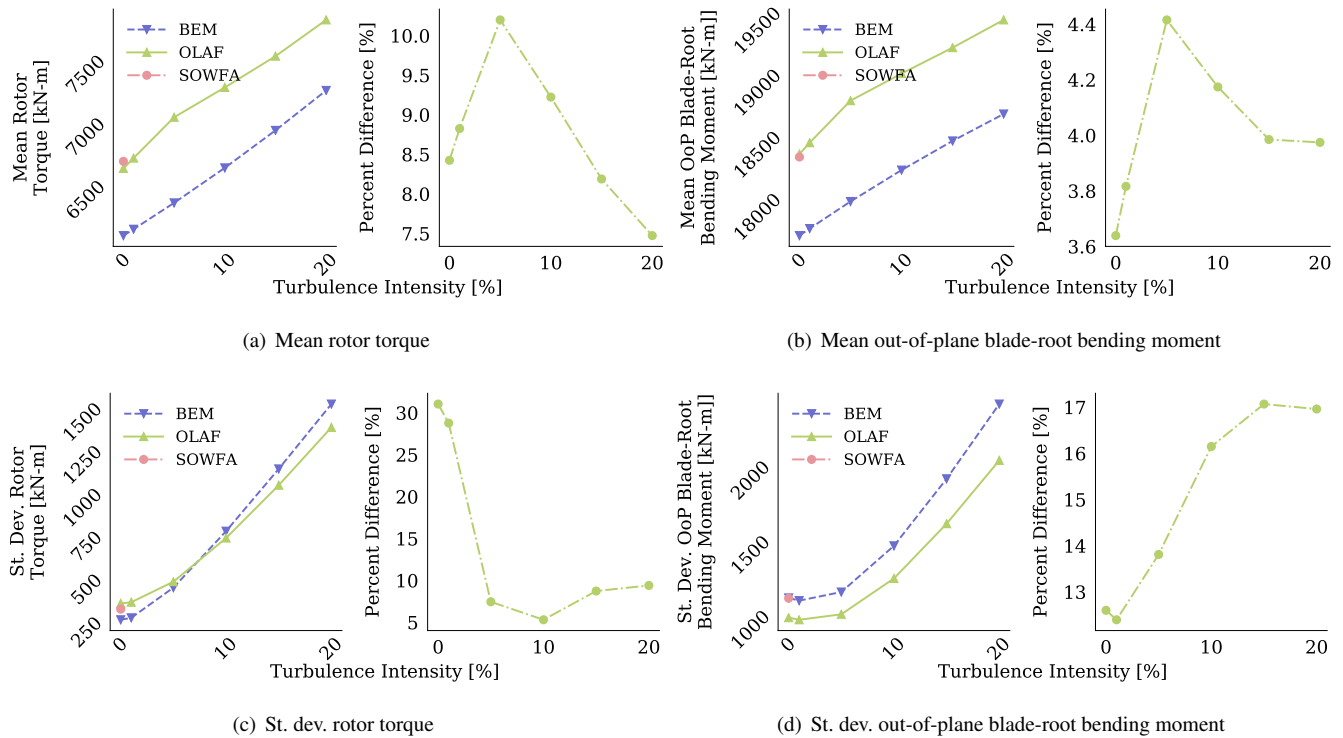 Mean Rotor
Torque [kN-m]
7500
7000
6500
BEM
OLAF
SOWFA
0
10
20
Percent Difference [%]
10.0
9.5
9.0
8.5
8.0
7.5
0
10
20
Turbulence Intensity [%]
(a) Mean rotor torque
Mean OoP Blade-Root
Bending Moment [kN-m]]
19500
19000
18500
18000
BEM
OLAF
SOWFA
0
10
20
Percent Difference [%]
4.4
4.2
4.0
3.8
3.6
0
10
20
Turbulence Intensity [%]
(b) Mean out-of-plane blade-root bending moment
St. Dev. Rotor
Torque [kN-m]
1500
1250
1000
750
500
250
BEM
OLAF
SOWFA
0
10
20
Percent Difference [%]
30
25
20
15
10
5
0
10
20
Turbulence Intensity [%]
(c) St. dev. rotor torque
St. Dev. OoP Blade-Root
Bending Moment [kN-m]]
2000
1500
1000
BEM
OLAF
SOWFA
0
10
20
Percent Difference [%]
17
16
15
14
13
0
10
20
Turbulence Intensity [%]
(d) St. dev. out-of-plane blade-root bending moment